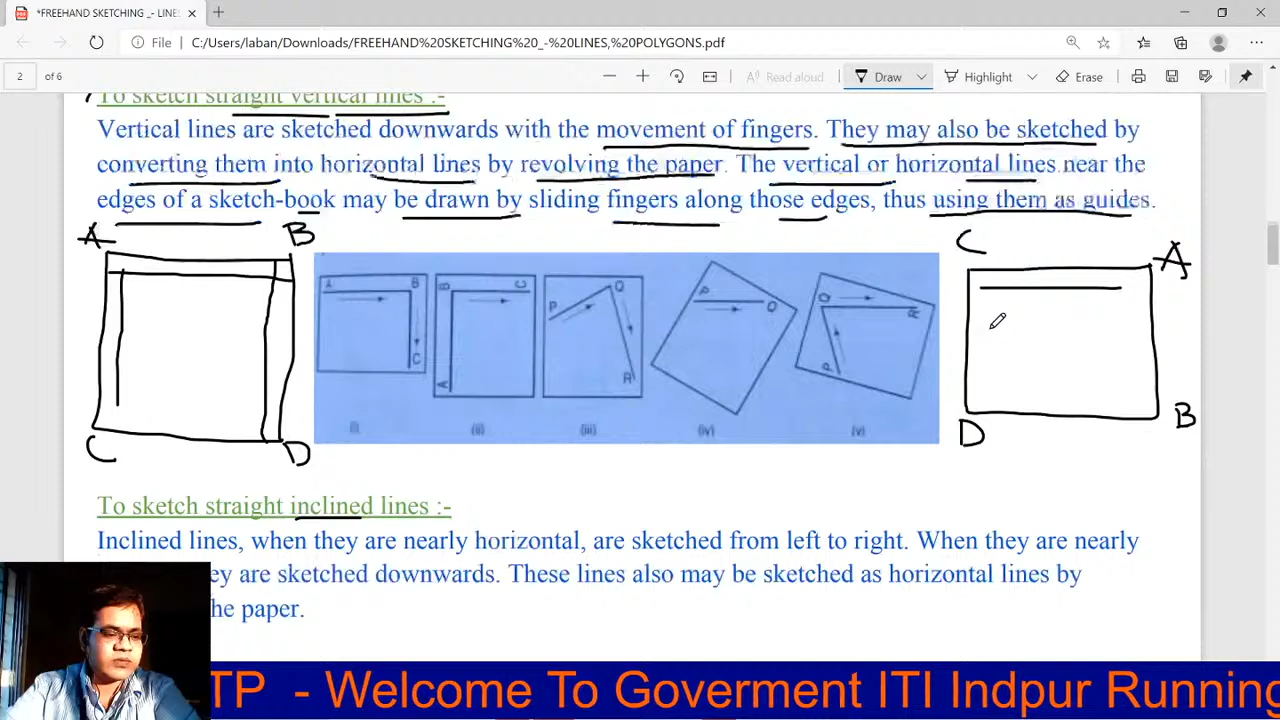 *FREEHAND SKETCHING _- LINE
File C:/Users/laban/Downloads/FREEHAND%20SKETCHING%20_-%20LINES,%20POLYGONS.pdf
2 of 6 Read aloud Draw Highlight Erase
To sketch straight vertical lines :-
Vertical lines are sketched downwards with the movement of fingers. They may also be sketched by
converting them into horizontal lines by revolving the paper. The vertical or horizontal lines near the
edges of a sketch-book may be drawn by sliding fingers along those edges, thus using them as guides.
A B C A
A B B C P Q P Q Q R
C A R P
(i) (ii) (iii) (iv) (v)
C D D B
To sketch straight inclined lines :-
Inclined lines, when they are nearly horizontal, are sketched from left to right. When they are nearly
ey are sketched downwards. These lines also may be sketched as horizontal lines by
he paper.
TP - Welcome To Goverment ITI Indpur Running